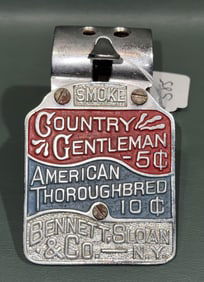 SMOKE
COUNTRY
GENTLEMAN
-5¢
AMERICAN
THOROUGHBRED
10¢
BENNETT-SLOAN
& CO.— N.Y.